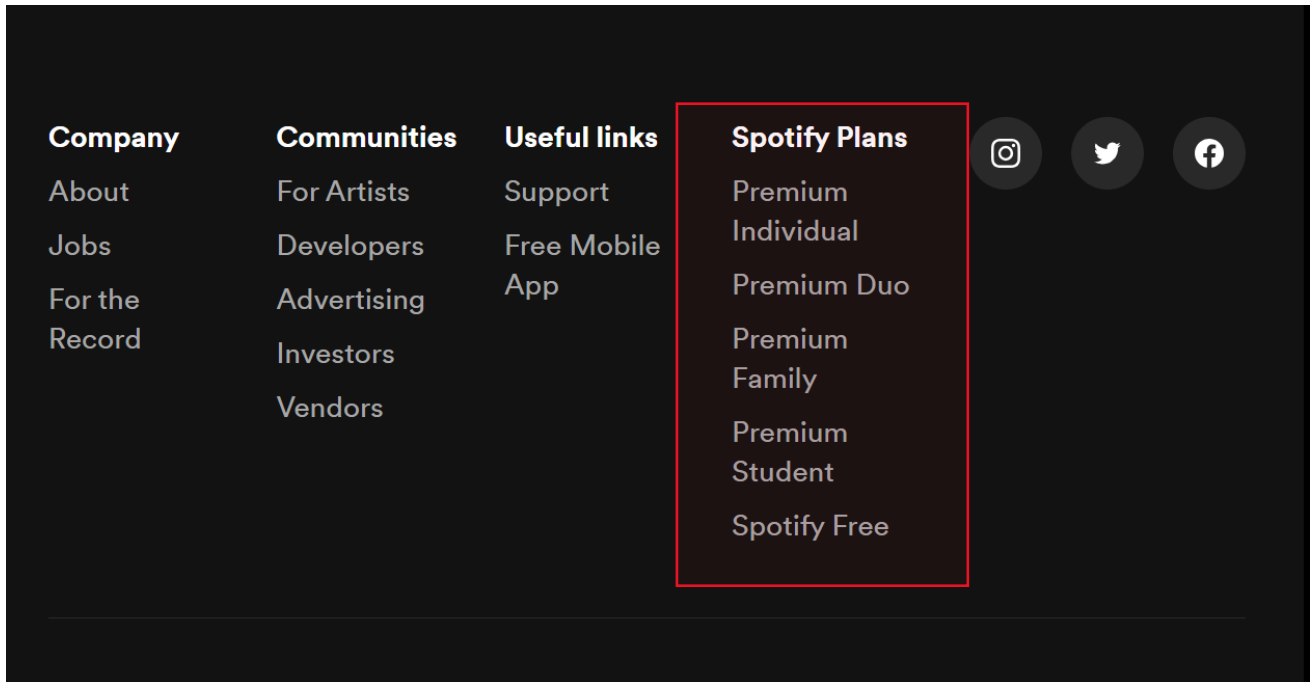 Company
About
Jobs
For the
Record
Communities
For Artists
Developers
Advertising
Investors
Vendors
Useful links
Support
Free Mobile
App
Spotify Plans
Premium
Individual
Premium Duo
Premium
Family
Premium
Student
Spotify Free